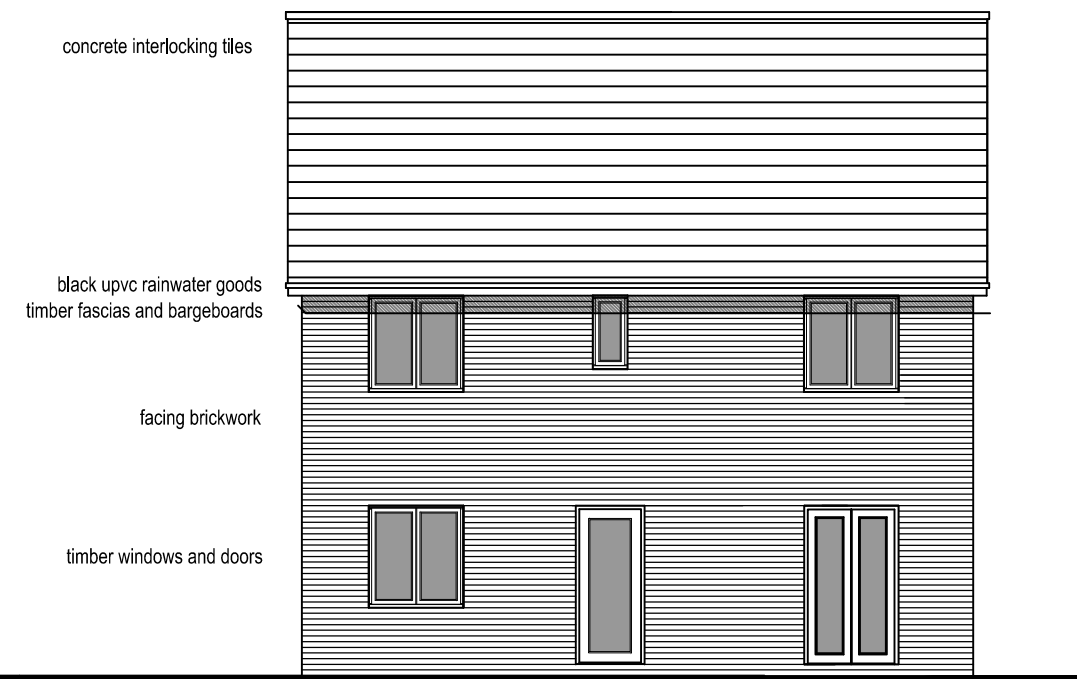 concrete interlocking tiles
black upvc rainwater goods
timber fascias and bargeboards
facing brickwork
timber windows and doors